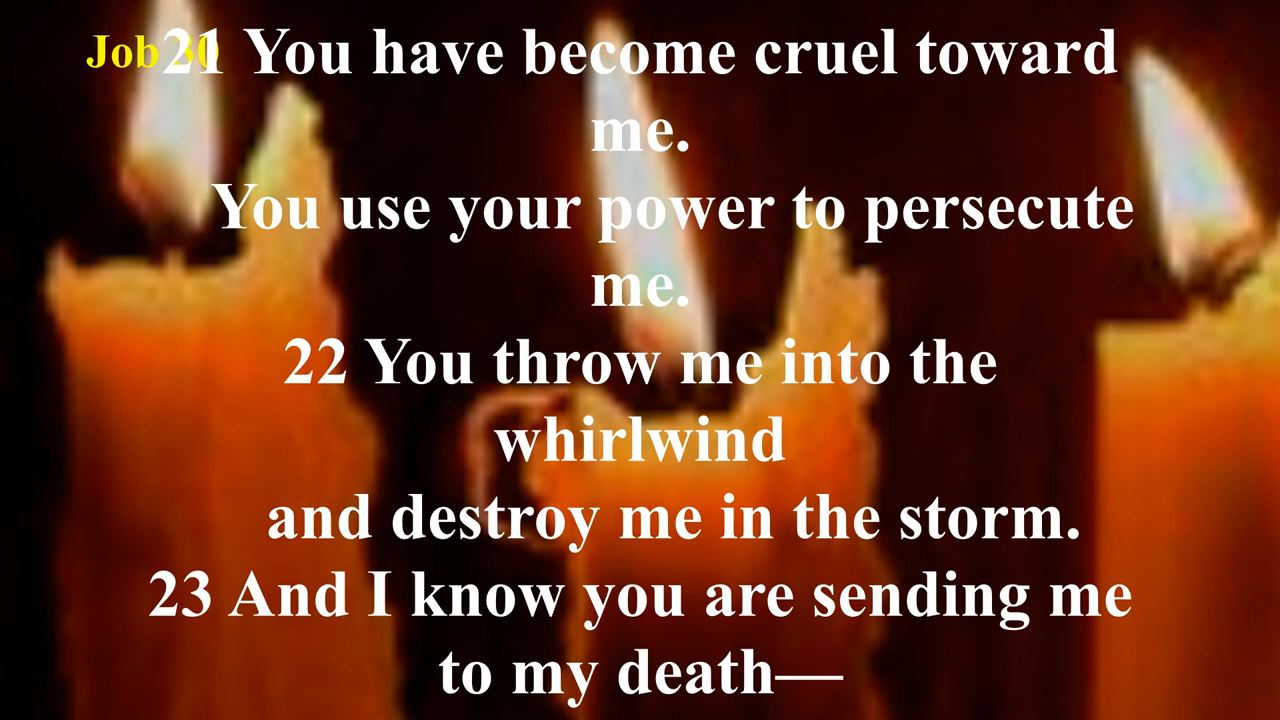 Job 30
21 You have become cruel toward
me.
You use your power to persecute
me.
22 You throw me into the
whirlwind
and destroy me in the storm.
23 And I know you are sending me
to my death—